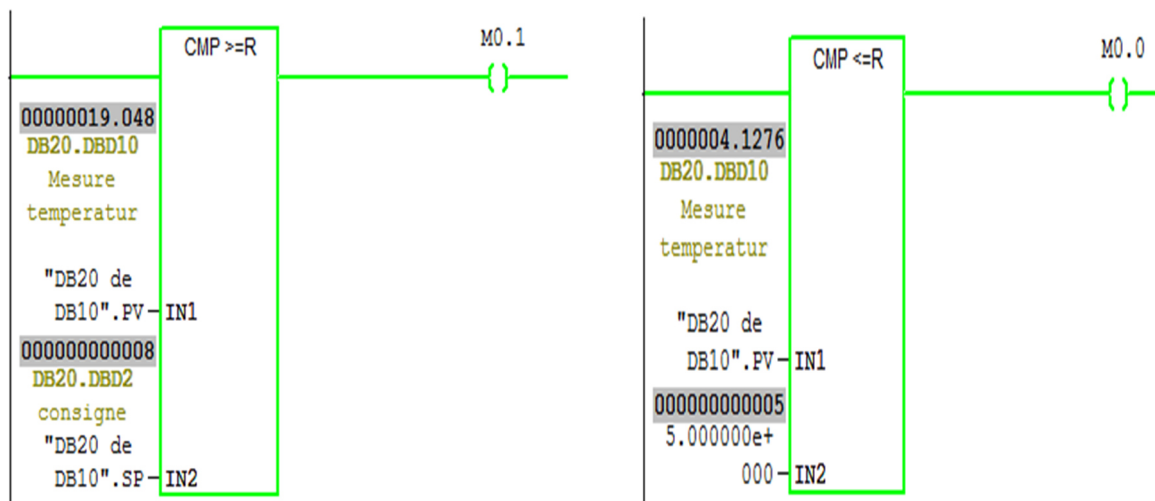 CMP >=R
M0.1
00000019.048
DB20.DBD10
Mesure
temperatur
"DB20 de
DB10".PV
IN1
000000000008
DB20.DBD2
consigne
"DB20 de
DB10".SP
IN2
CMP <=R
M0.0
0000004.1276
DB20.DBD10
Mesure
temperatur
"DB20 de
DB10".PV
IN1
000000000005
5.000000e+
000
IN2